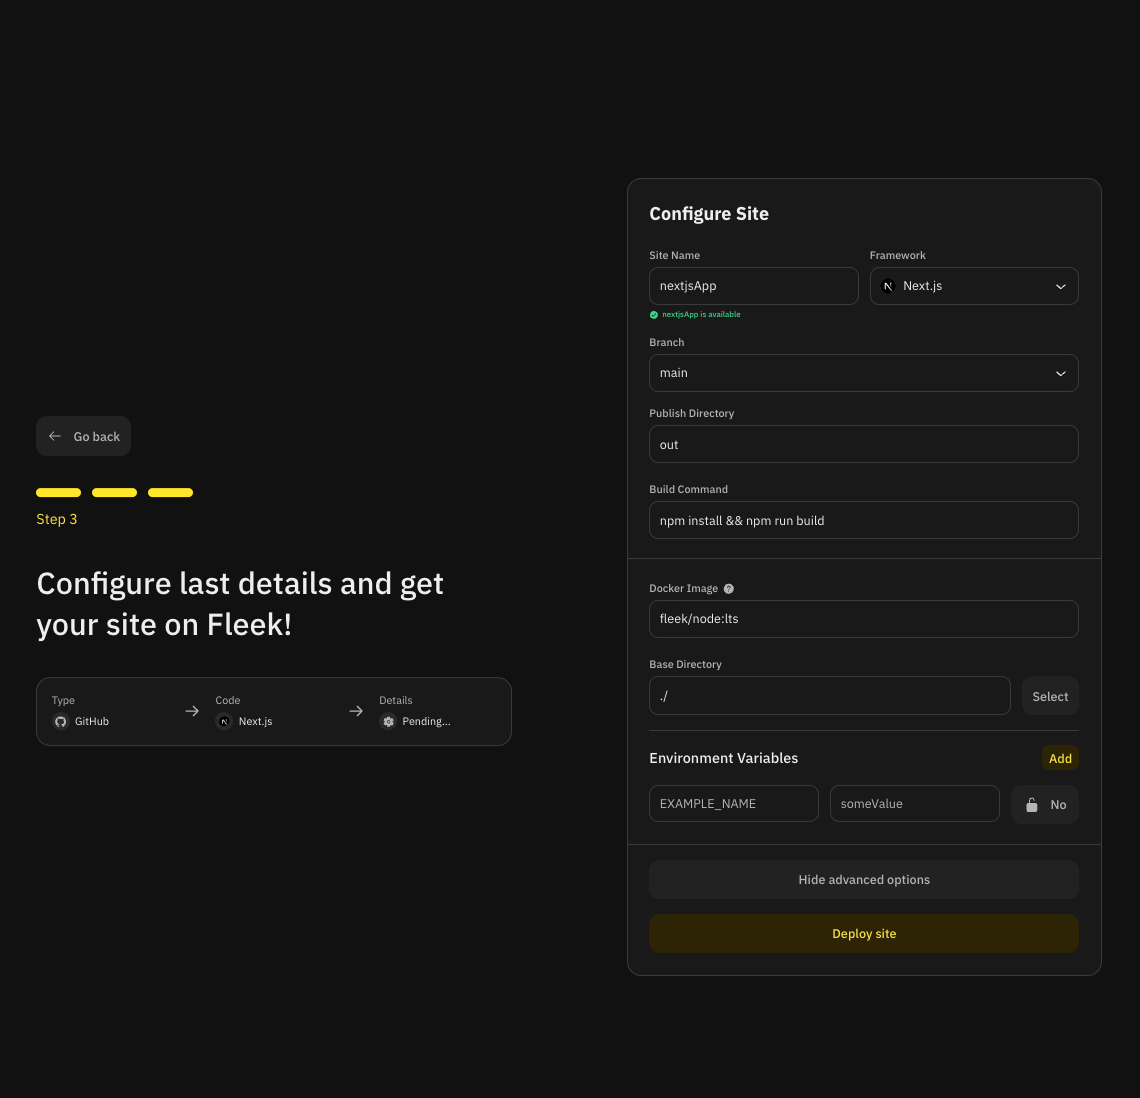 Go back
Step 3
Configure last details and get
your site on Fleek!
Type
GitHub
Code
Next.js
Details
Pending...
Configure Site
Site Name
Framework
nextjsApp
Next.js
nextjsApp is available
Branch
main
Publish Directory
out
Build Command
npm install && npm run build
Docker Image
fleek/node:lts
Base Directory
./
Select
Environment Variables
Add
EXAMPLE_NAME
someValue
No
Hide advanced options
Deploy site